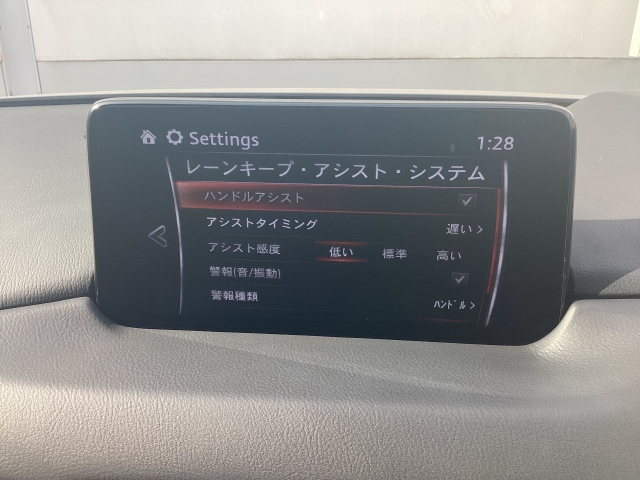 Settings 1:28
レーンキープ・アシスト・システム
ハンドルアシスト
アシストタイミング 遅い >
アシスト感度 低い 標準 高い
警報(音/振動)
警報種類 ﾊﾝﾄﾞﾙ >